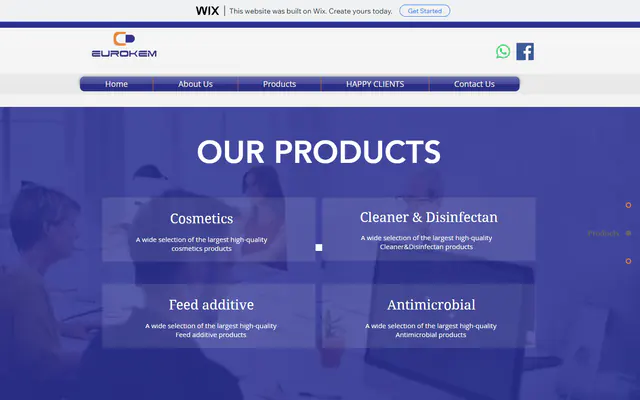 WIX This website was built on Wix. Create yours today. Get Started
EUROKEM
Home About Us Products HAPPY CLIENTS Contact Us
OUR PRODUCTS
Cosmetics
A wide selection of the largest high-quality
cosmetics products
Cleaner & Disinfectan
A wide selection of the largest high-quality
Cleaner&Disinfectan products
Products
Feed additive
A wide selection of the largest high-quality
Feed additive products
Antimicrobial
A wide selection of the largest high-quality
Antimicrobial products